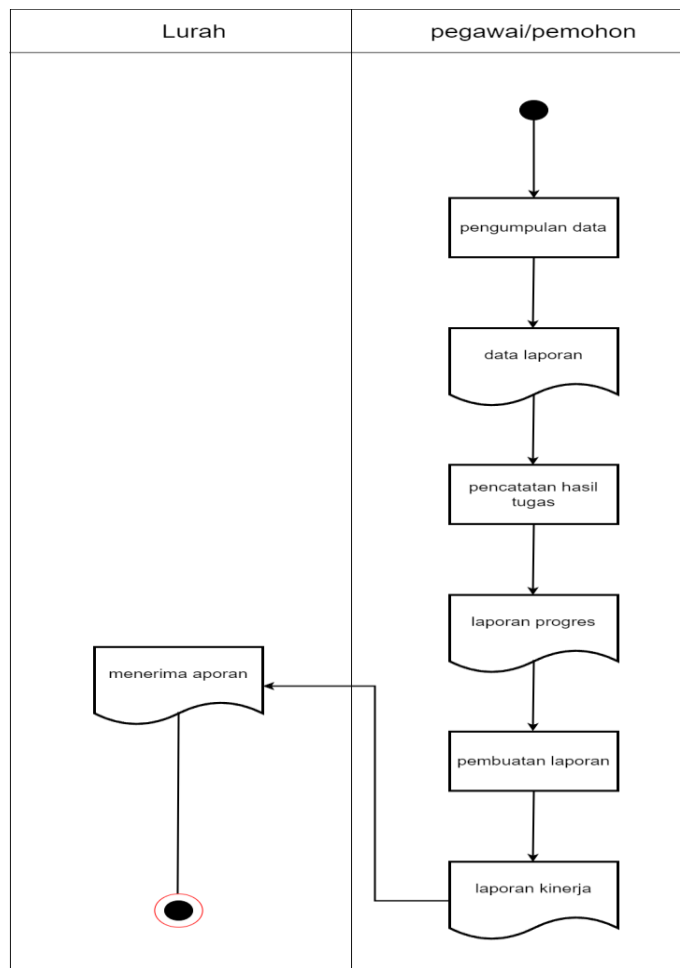 Lurah
pegawai/pemohon
pengumpulan data
data laporan
pencatatan hasil
tugas
laporan progres
menerima aporan
pembuatan laporan
laporan kinerja